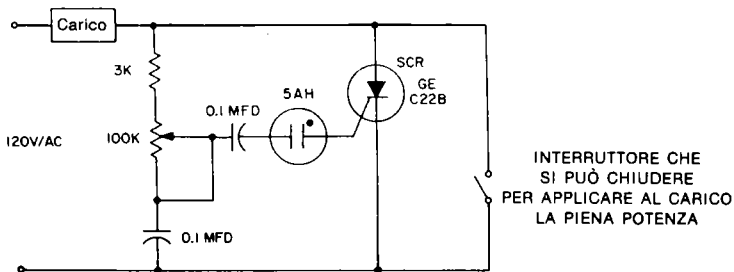 Carico
3K
SCR
GE
C22B
5AH
0.1 MFD
120V/AC
100K
0.1 MFD
INTERRUTTORE CHE
SI PUÒ CHIUDERE
PER APPLICARE AL CARICO
LA PIENA POTENZA